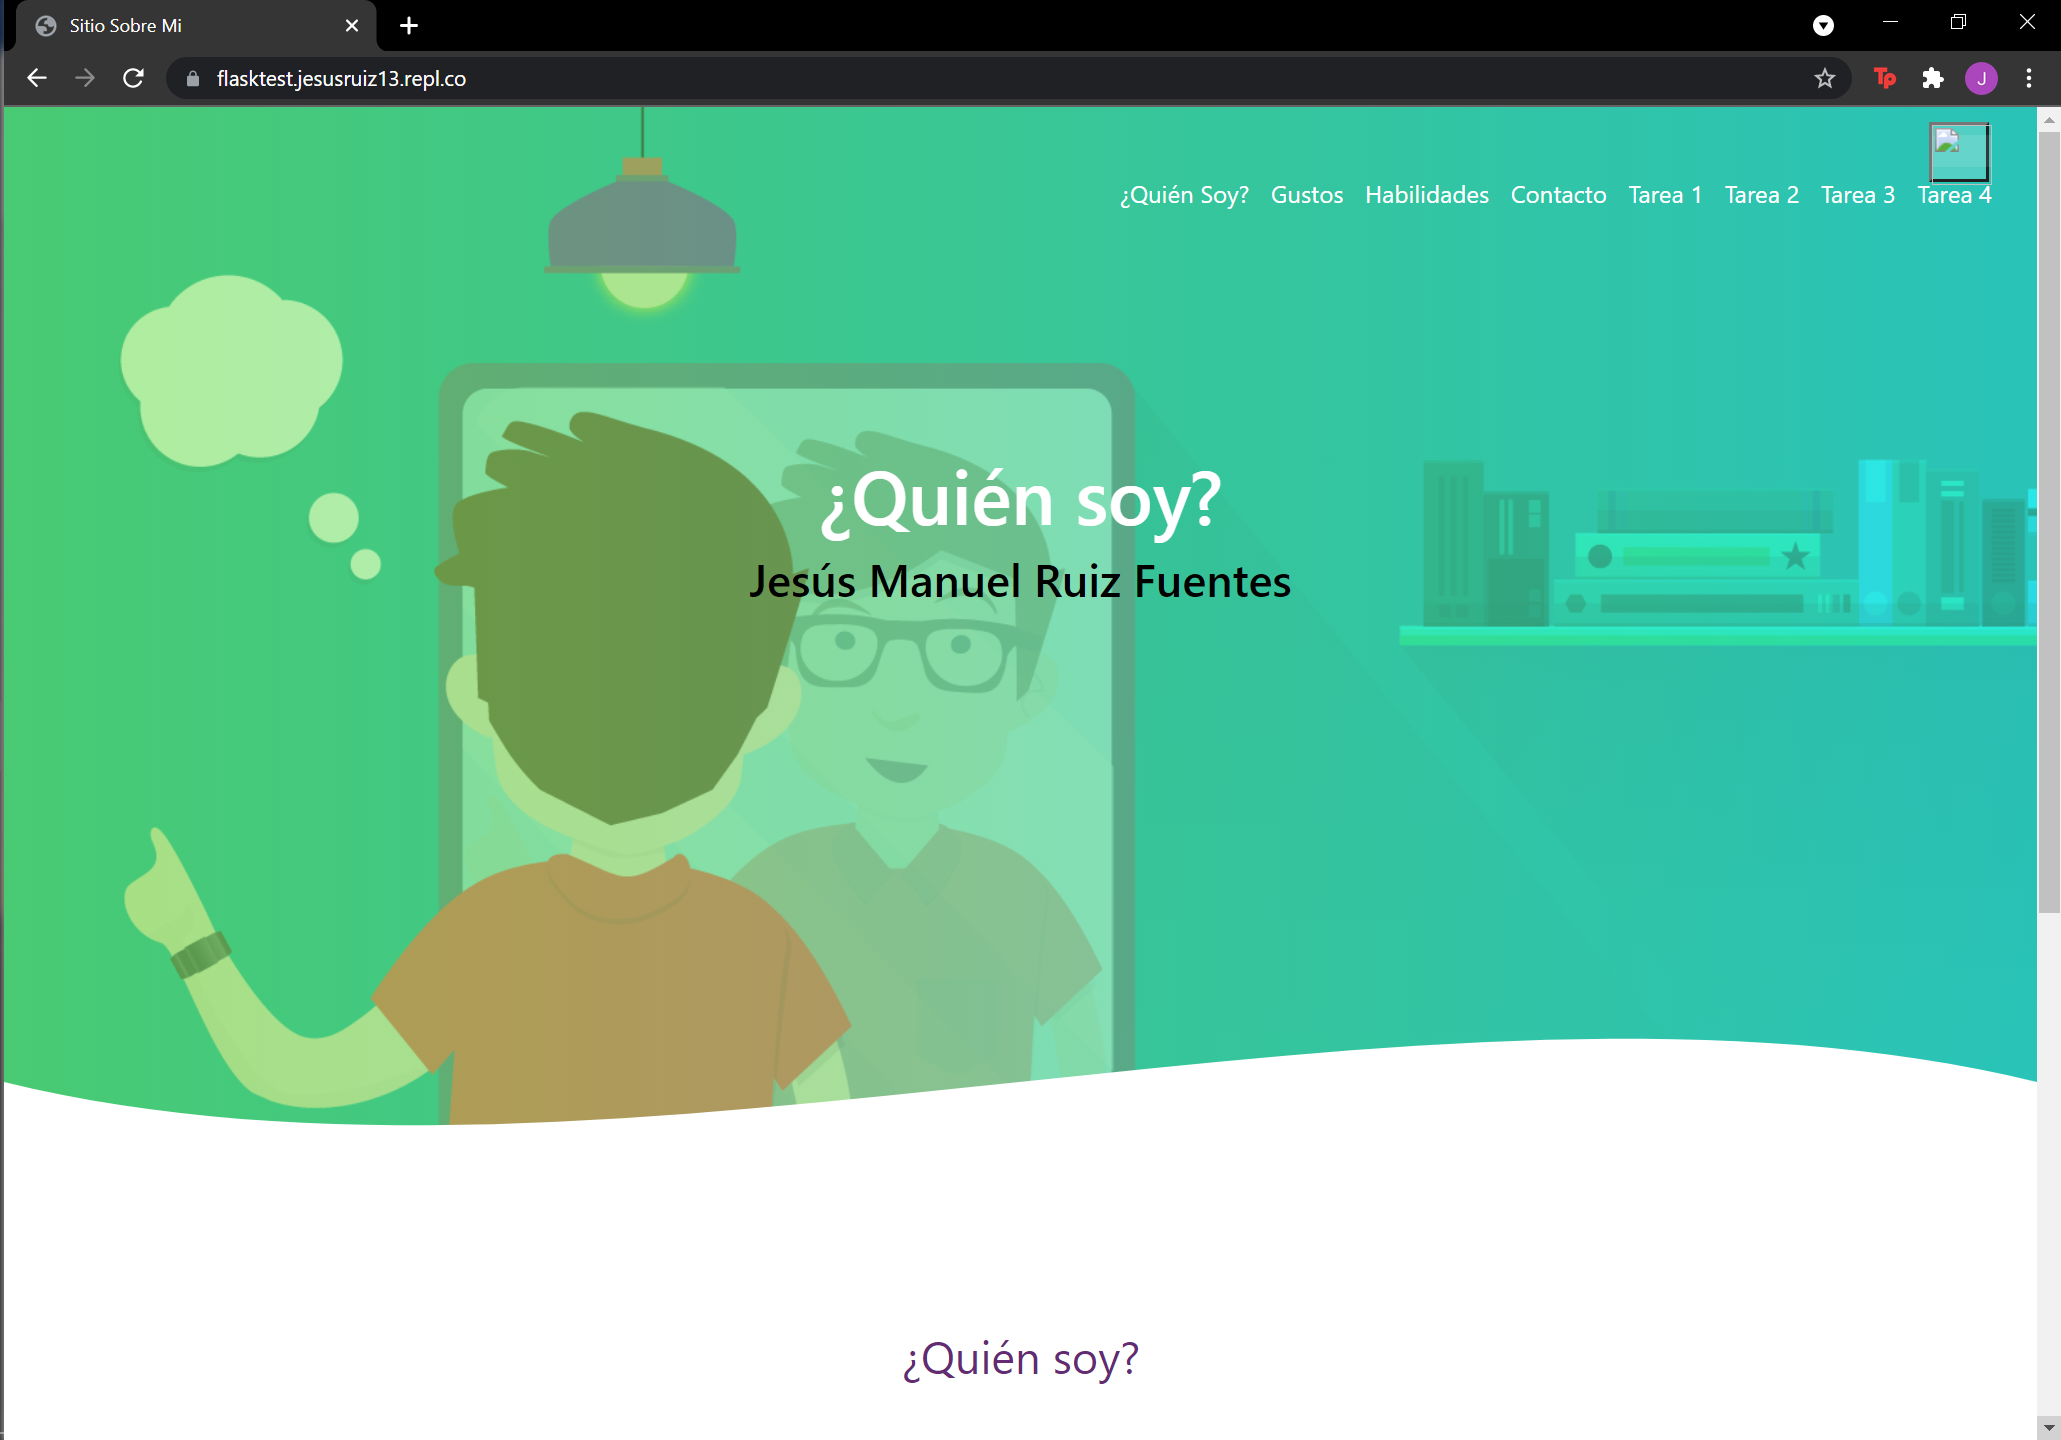 Sitio Sobre Mi
flasktest.jesusruiz13.repl.co
Tp
J
¿Quién Soy? Gustos Habilidades Contacto Tarea 1 Tarea 2 Tarea 3 Tarea 4
¿Quién soy?
Jesús Manuel Ruiz Fuentes
¿Quién soy?